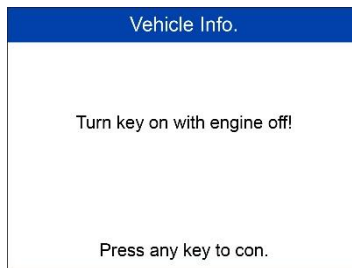 Vehicle Info.
Turn key on with engine off!
Press any key to con.